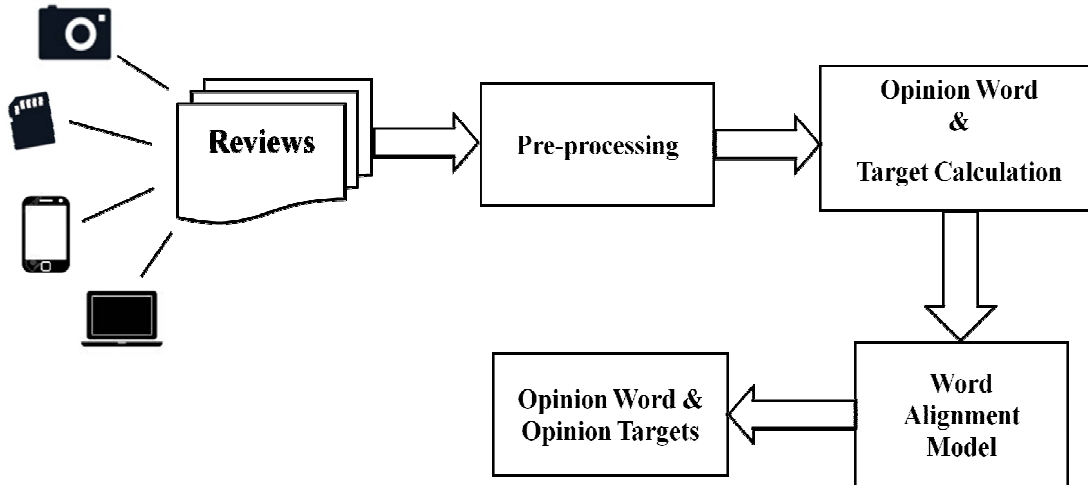 Reviews
Pre-processing
Opinion Word
&
Target Calculation
Word
Alignment
Model
Opinion Word &
Opinion Targets